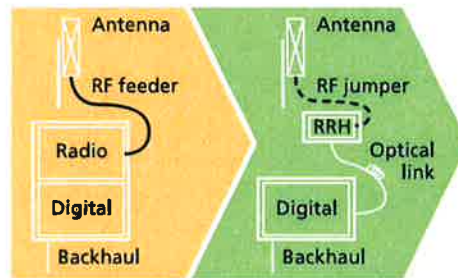 Antenna
RF feeder
Radio
Digital
Backhaul
Antenna
RF jumper
RRH
Optical
link
Digital
Backhaul